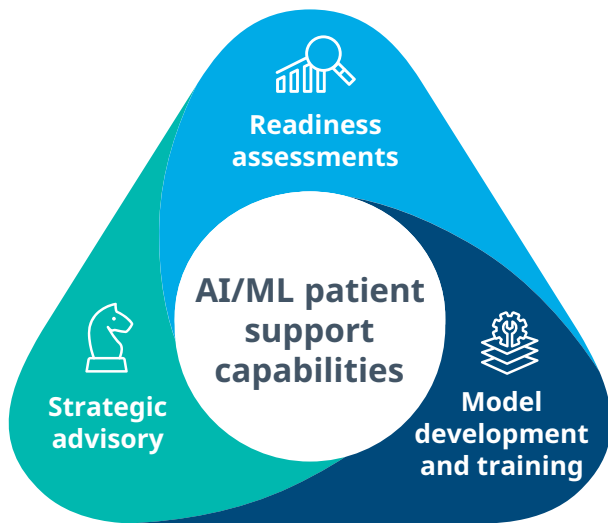 Readiness
assessments
AI/ML patient
support
capabilities
Strategic
advisory
Model
development
and training